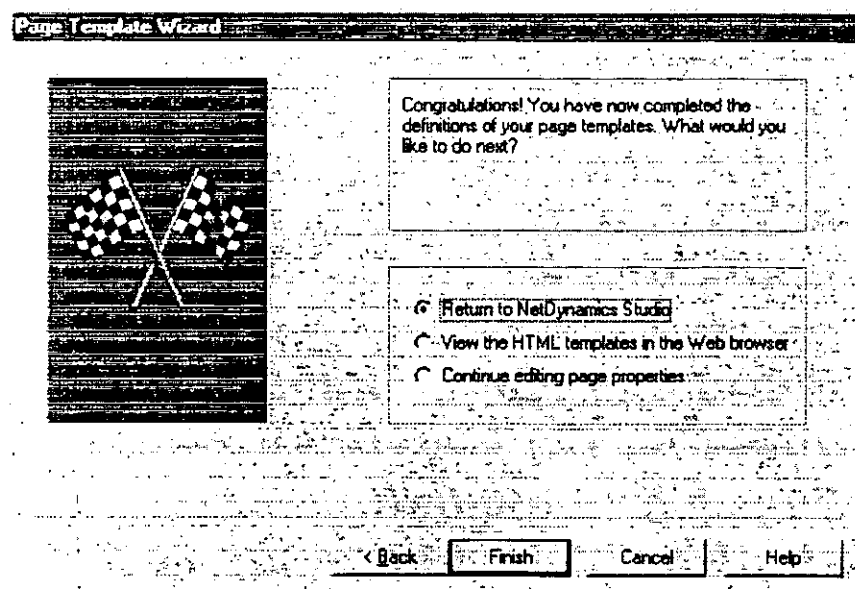 Page Template Wizard
Congratulations! You have now completed the
definitions of your page templates. What would you
like to do next?
Return to NetDynamics Studio
View the HTML templates in the Web browser
Continue editing page properties
< Back
Finish
Cancel
Help